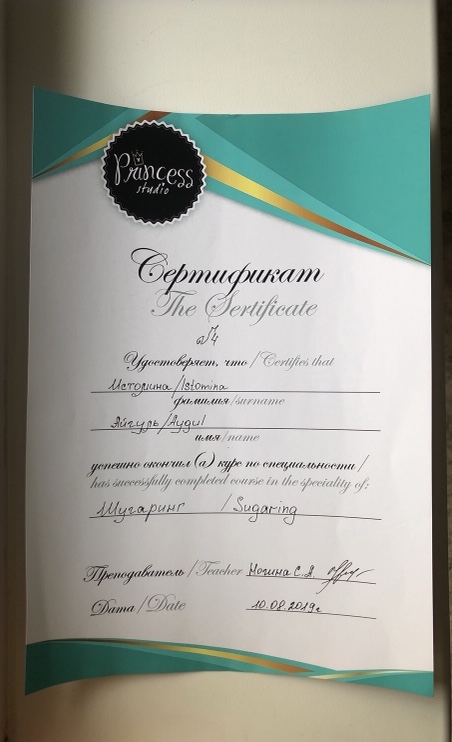 Princess
studio
Сертификат
The Sertificate
№4
Удостоверяет, что / Certifies that
Истомина / Istomina
фамилия/surname
Айгуль / Aygul
имя/name
успешно окончил (а) курс по специальности /
has successfully completed course in the speciality of:
Шугаринг / Sugaring
Преподаватель / Teacher Могина С.Я.
Дата / Date 10.08.2019г